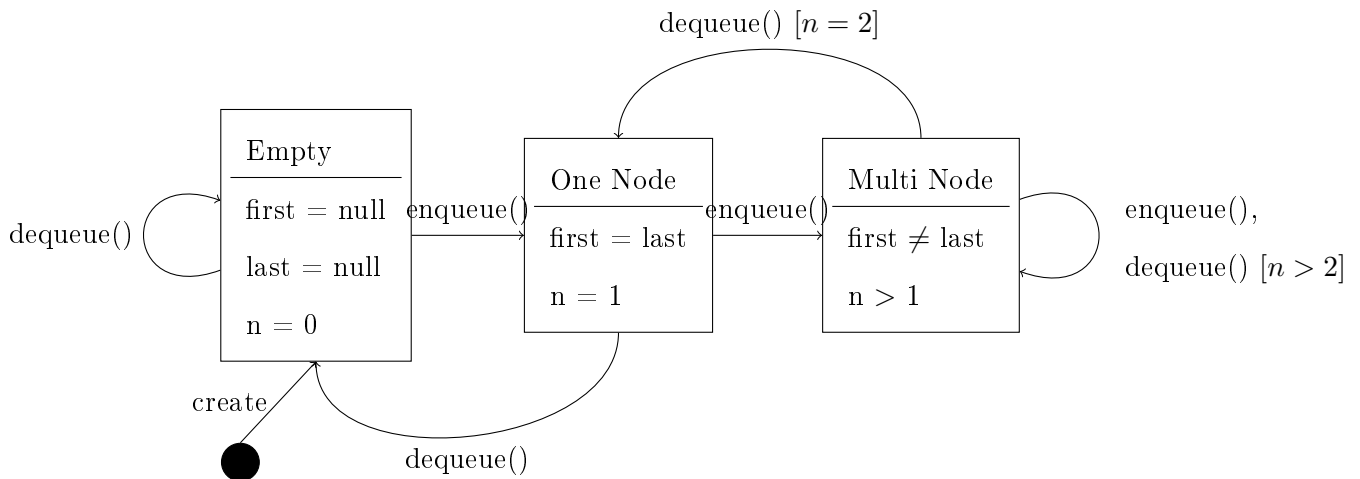 dequeue() [n = 2]
Empty
first = null
last = null
n = 0
One Node
first = last
n = 1
Multi Node
first ≠ last
n > 1
dequeue()
enqueue()
enqueue()
enqueue(),
dequeue() [n > 2]
create
dequeue()